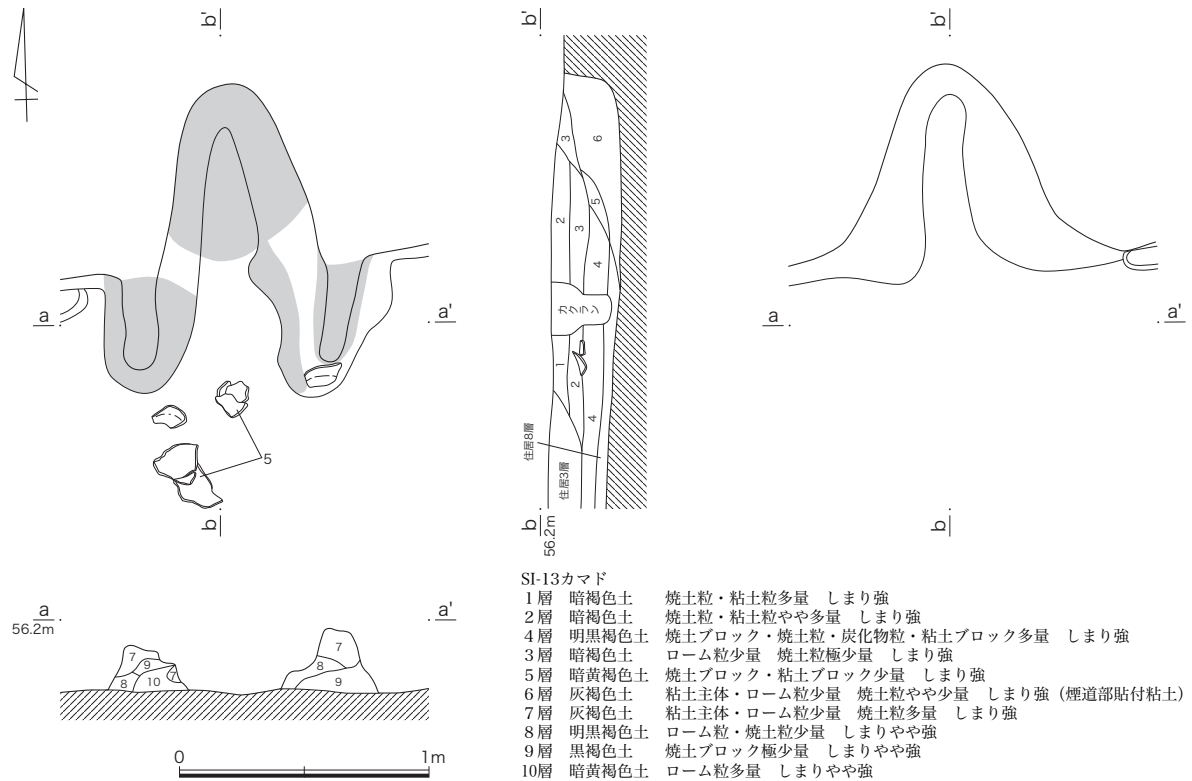 b'
b'
b'
a
a'
a
a'
5
b
b
b
56.2m
3
6
5
2
3
4
カクラン
1
2
4
住居8層
住居3層
a
56.2m
a'
7
9
8
10
7
7
8
9
0
1m
SI-13カマド
1層 暗褐色土 焼土粒・粘土粒多量 しまり強
2層 暗褐色土 焼土粒・粘土粒やや多量 しまり強
4層 明黒褐色土 焼土ブロック・焼土粒・炭化物粒・粘土ブロック多量 しまり強
3層 暗褐色土 ローム粒少量 焼土粒極少量 しまり強
5層 暗黄褐色土 焼土ブロック・粘土ブロック少量 しまり強
6層 灰褐色土 粘土主体・ローム粒少量 焼土粒やや少量 しまり強（煙道部貼付粘土）
7層 灰褐色土 粘土主体・ローム粒少量 焼土粒多量 しまり強
8層 明黒褐色土 ローム粒・焼土粒少量 しまりやや強
9層 黒褐色土 焼土ブロック極少量 しまりやや強
10層 暗黄褐色土 ローム粒多量 しまりやや強